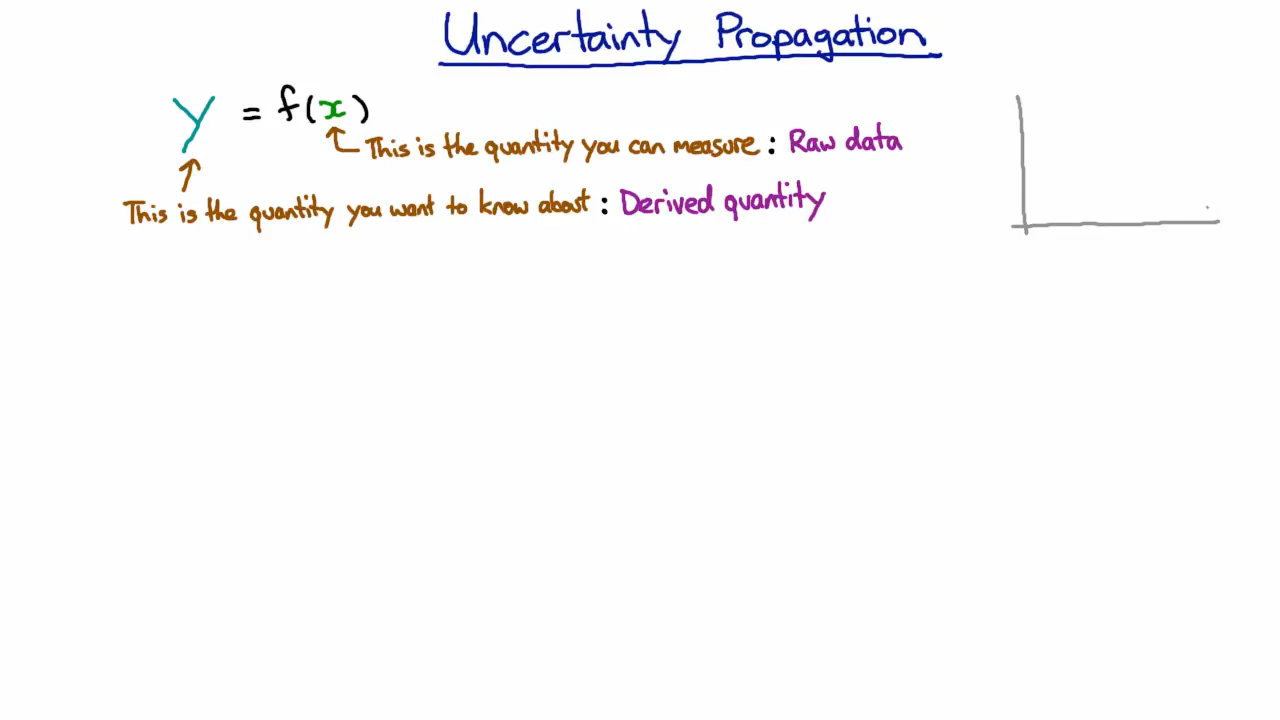 Uncertainty Propagation
Y = f(x)
This is the quantity you can measure : Raw data
This is the quantity you want to know about : Derived quantity